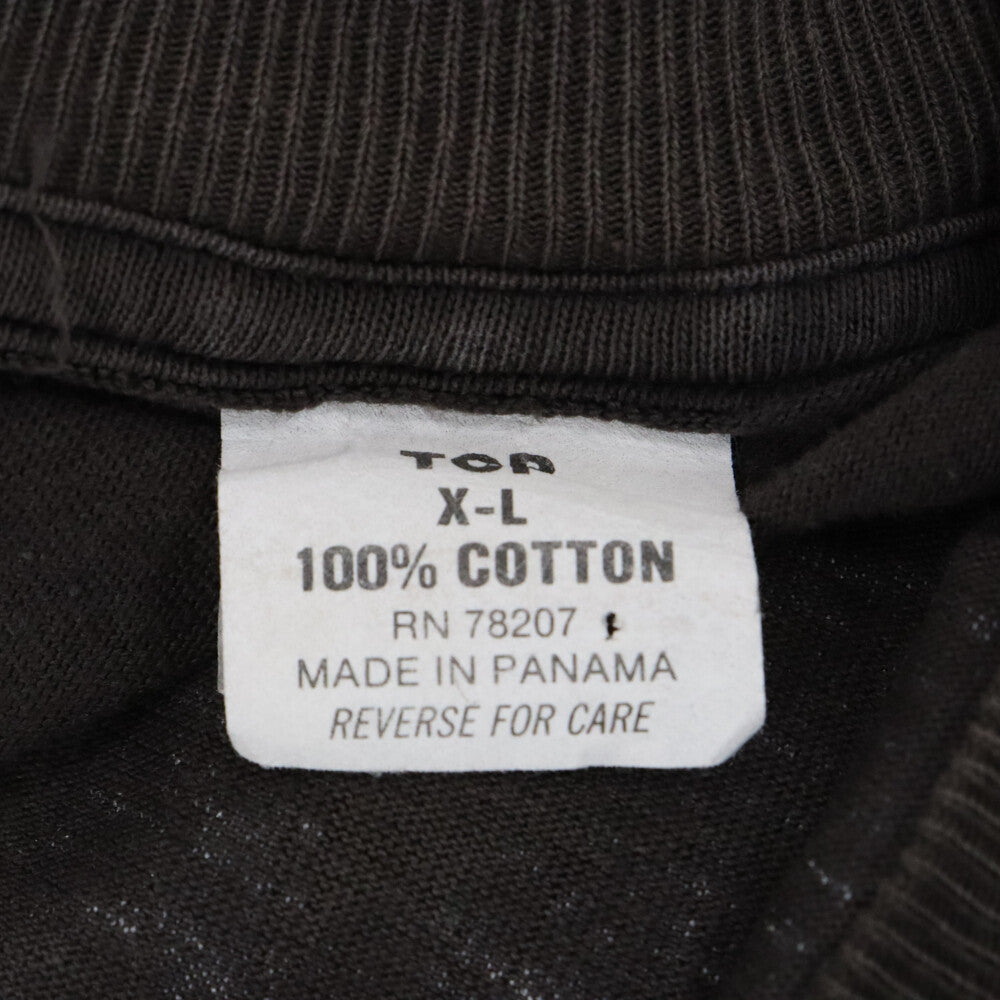 TOP
X-L
100% COTTON
RN 78207
MADE IN PANAMA
REVERSE FOR CARE